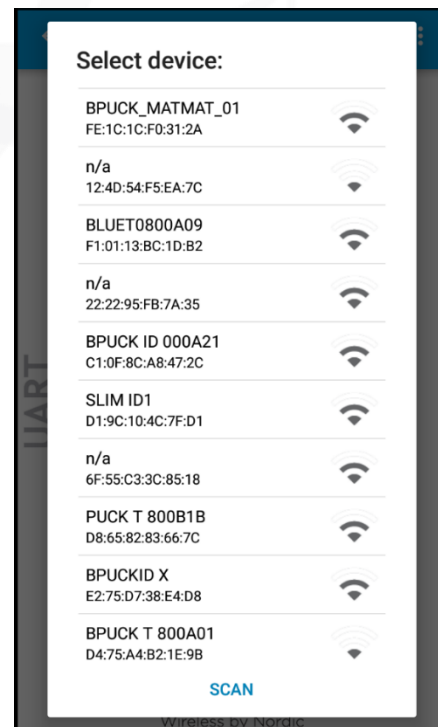 Select device:
BPUCK_MATMAT_01
FE:1C:1C:F0:31:2A
n/a
12:4D:54:F5:EA:7C
BLUET0800A09
F1:01:13:BC:1D:B2
n/a
22:22:95:FB:7A:35
BPUCK ID 000A21
C1:0F:8C:A8:47:2C
SLIM ID1
D1:9C:10:4C:7F:D1
n/a
6F:55:C3:3C:85:18
PUCK T 800B1B
D8:65:82:83:66:7C
BPUCKID X
E2:75:D7:38:E4:D8
BPUCK T 800A01
D4:75:A4:B2:1E:9B
SCAN
UART
Wireless by Nordic